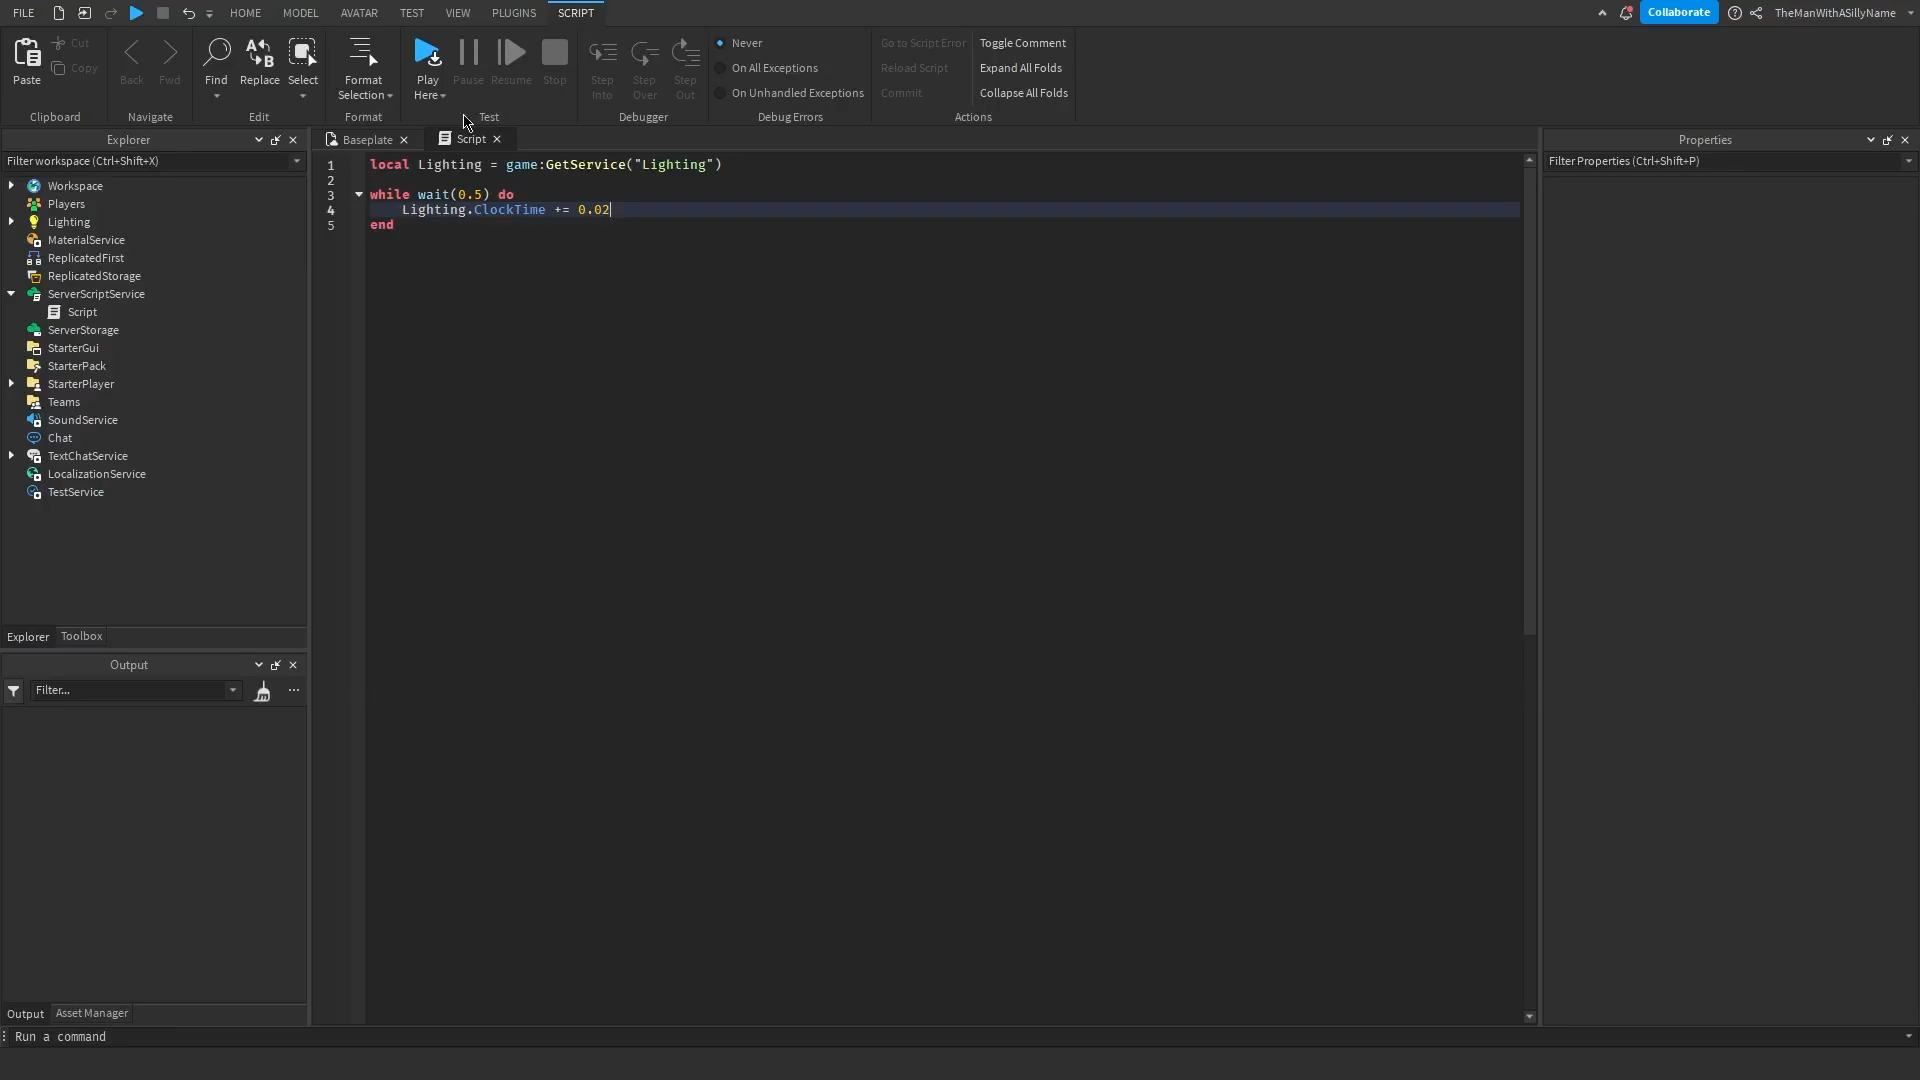 FILE HOME MODEL AVATAR TEST VIEW PLUGINS SCRIPT Collaborate TheManWithASillyName
Paste Cut Copy
Back Fwd
Find Replace Select
Format Selection
Play Here Pause Resume Stop
Step Into Step Over Step Out
Never
On All Exceptions
On Unhandled Exceptions
Go to Script Error
Reload Script
Commit
Toggle Comment
Expand All Folds
Collapse All Folds
Clipboard Navigate Edit Format Test Debugger Debug Errors Actions
Explorer
Filter workspace (Ctrl+Shift+X)
Workspace
Players
Lighting
MaterialService
ReplicatedFirst
ReplicatedStorage
ServerScriptService
Script
ServerStorage
StarterGui
StarterPack
StarterPlayer
Teams
SoundService
Chat
TextChatService
LocalizationService
TestService
Explorer Toolbox
Output
Filter...
Output Asset Manager
Baseplate Script
1 local Lighting = game:GetService("Lighting")
2
3 while wait(0.5) do
4 Lighting.ClockTime += 0.02
5 end
Properties
Filter Properties (Ctrl+Shift+P)
Run a command